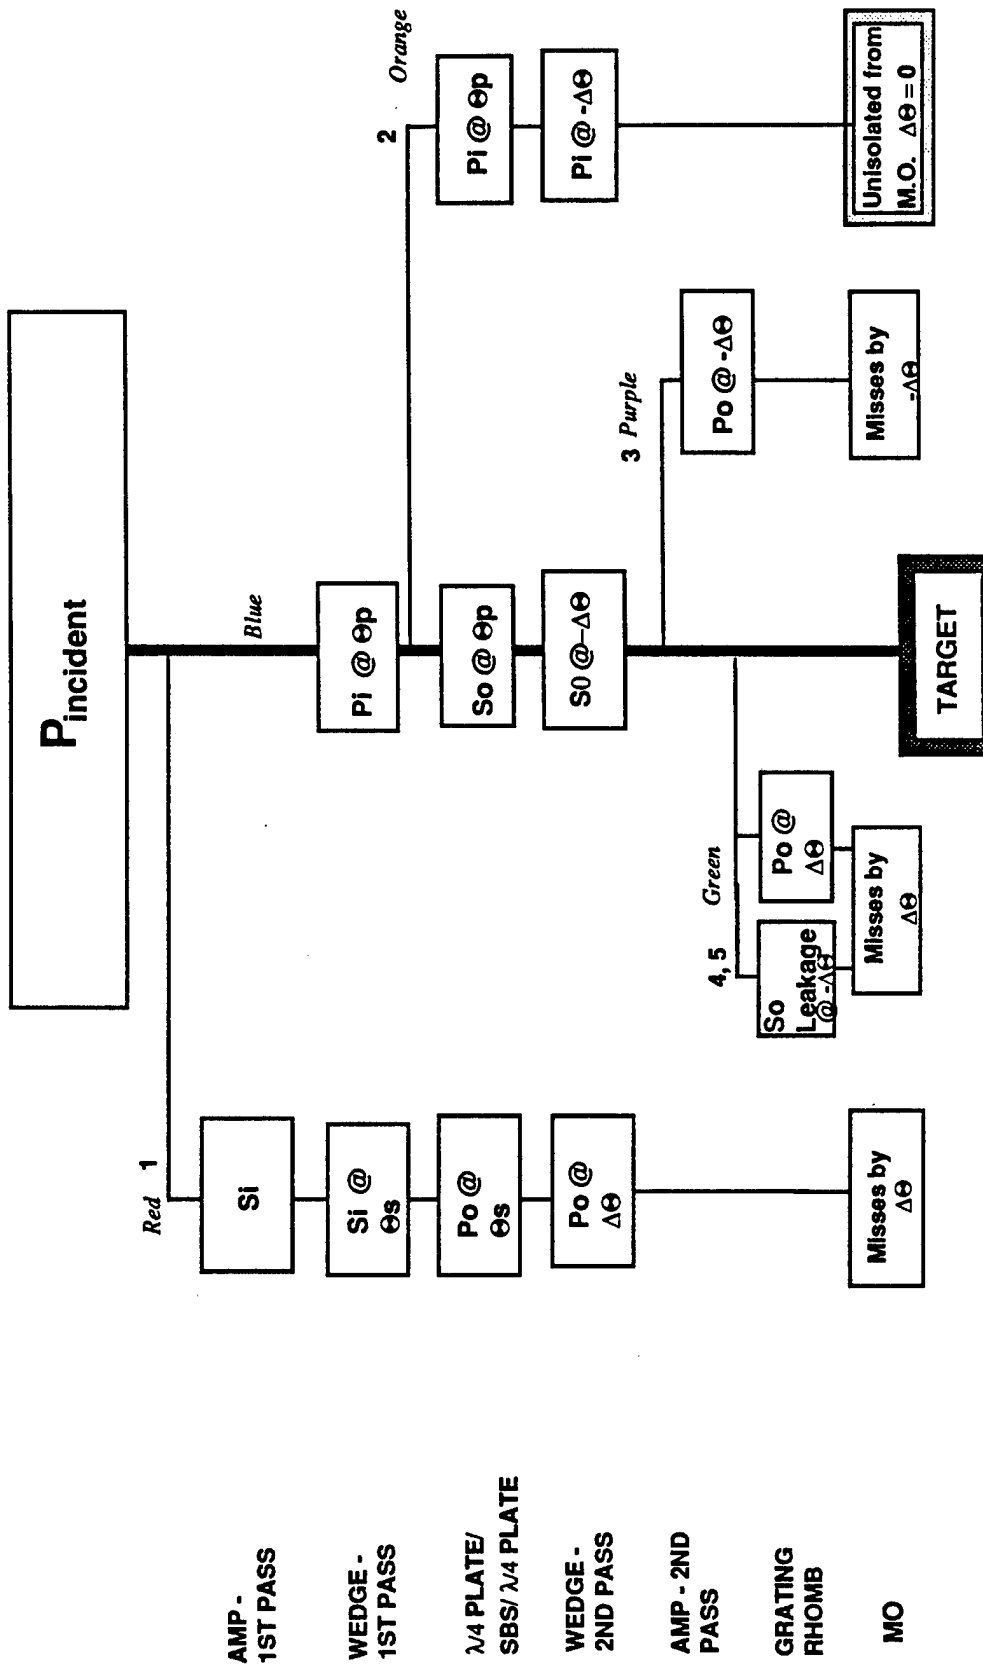 Pincident
Red 1
Blue
2 Orange
AMP -
1ST PASS
Si
WEDGE -
1ST PASS
Si @
Θs
Pi @ Θp
λ/4 PLATE/
SBS/ λ/4 PLATE
Po @
Θs
So @ Θp
Pi @ Θp
WEDGE -
2ND PASS
Po @
ΔΘ
S0 @-ΔΘ
Pi @ -ΔΘ
AMP - 2ND
PASS
4, 5 Green
3 Purple
Po @ -ΔΘ
GRATING
RHOMB
So
Leakage
@ -ΔΘ
Po @
ΔΘ
MO
Misses by
ΔΘ
Misses by
ΔΘ
TARGET
Misses by
-ΔΘ
Unisolated from
M.O. ΔΘ = 0